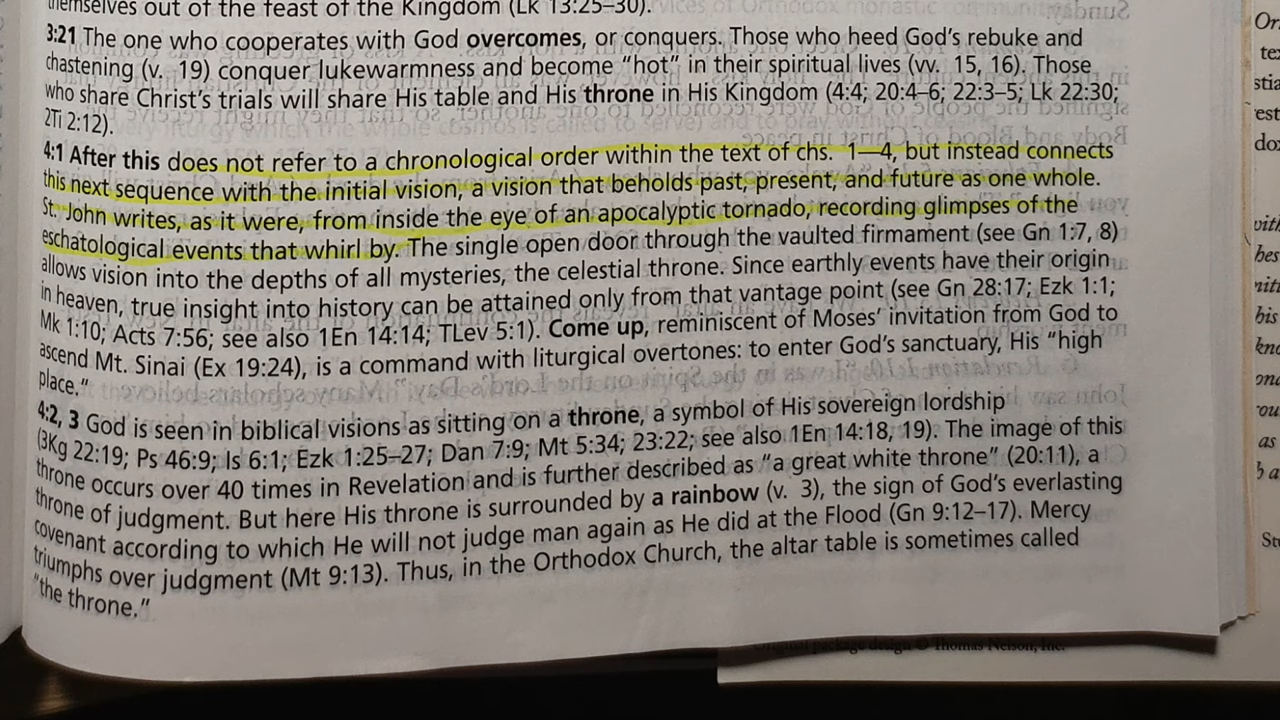 themselves out of the feast of the Kingdom (Lk 13:25–30).
3:21 The one who cooperates with God overcomes, or conquers. Those who heed God's rebuke and
chastening (v. 19) conquer lukewarmness and become "hot" in their spiritual lives (vv. 15, 16). Those
who share Christ's trials will share His table and His throne in His Kingdom (4:4; 20:4–6; 22:3–5; Lk 22:30;
2Ti 2:12).
4:1 After this does not refer to a chronological order within the text of chs. 1—4, but instead connects
this next sequence with the initial vision, a vision that beholds past, present, and future as one whole.
St. John writes, as it were, from inside the eye of an apocalyptic tornado, recording glimpses of the
eschatological events that whirl by. The single open door through the vaulted firmament (see Gn 1:7, 8)
allows vision into the depths of all mysteries, the celestial throne. Since earthly events have their origin
in heaven, true insight into history can be attained only from that vantage point (see Gn 28:17; Ezk 1:1;
Mk 1:10; Acts 7:56; see also 1En 14:14; TLev 5:1). Come up, reminiscent of Moses' invitation from God to
ascend Mt. Sinai (Ex 19:24), is a command with liturgical overtones: to enter God's sanctuary, His "high
place."
4:2, 3 God is seen in biblical visions as sitting on a throne, a symbol of His sovereign lordship
(3Kg 22:19; Ps 46:9; Is 6:1; Ezk 1:25–27; Dan 7:9; Mt 5:34; 23:22; see also 1En 14:18, 19). The image of this
throne occurs over 40 times in Revelation and is further described as "a great white throne" (20:11), a
throne of judgment. But here His throne is surrounded by a rainbow (v. 3), the sign of God's everlasting
covenant according to which He will not judge man again as He did at the Flood (Gn 9:12–17). Mercy
triumphs over judgment (Mt 9:13). Thus, in the Orthodox Church, the altar table is sometimes called
"the throne."
Original package design © Thomas Nelson, Inc.